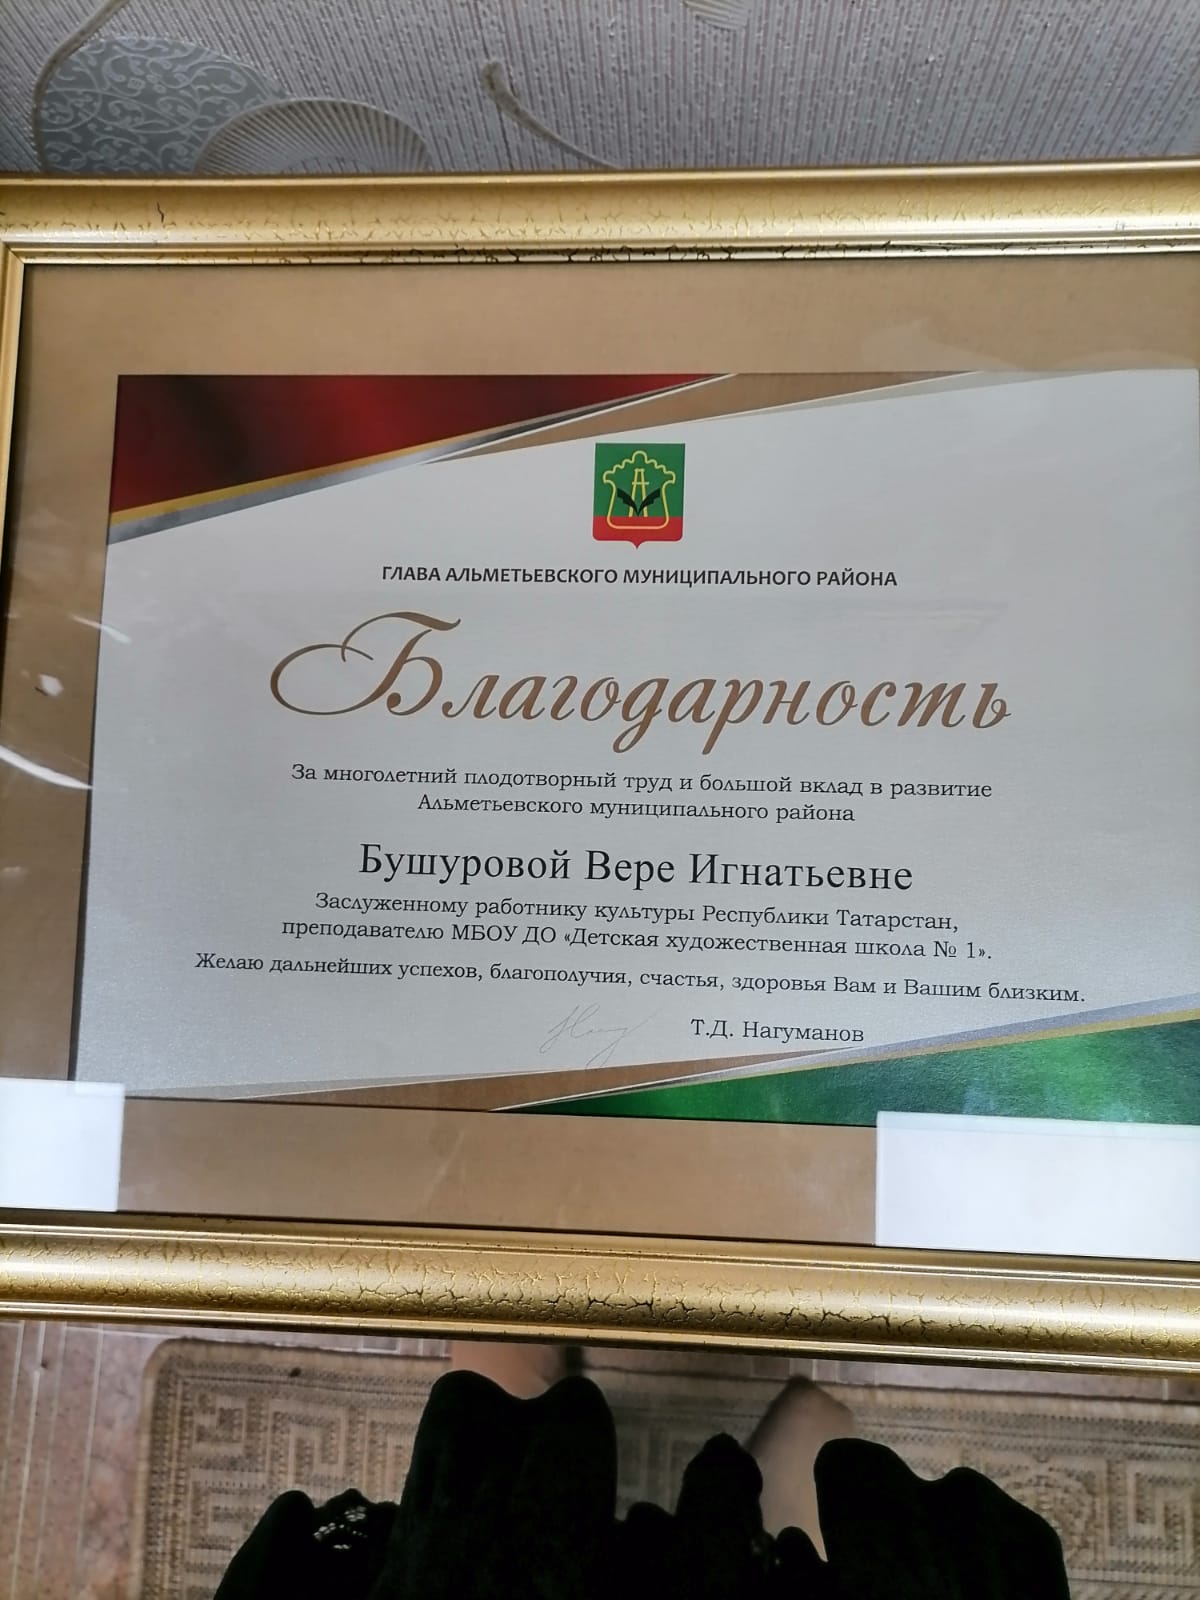 ГЛАВА АЛЬМЕТЬЕВСКОГО МУНИЦИПАЛЬНОГО РАЙОНА
Благодарность
За многолетний плодотворный труд и большой вклад в развитие
Альметьевского муниципального района
Бушуровой Вере Игнатьевне
Заслуженному работнику культуры Республики Татарстан,
преподавателю МБОУ ДО «Детская художественная школа № 1».
Желаю дальнейших успехов, благополучия, счастья, здоровья Вам и Вашим близким.
Т.Д. Нагуманов